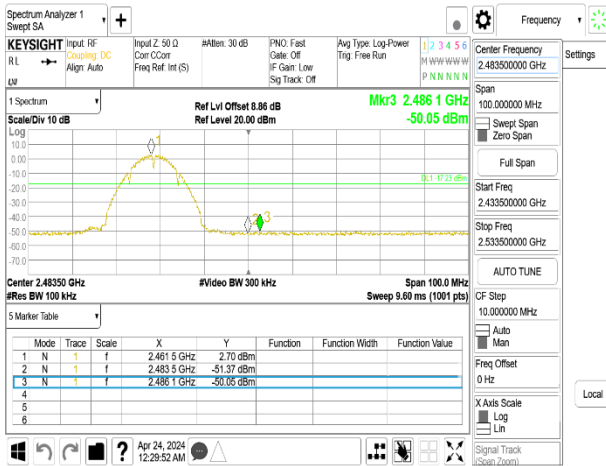 Spectrum Analyzer 1
Swept SA
Frequency
KEYSIGHT
Input: RF
Coupling: DC
Align: Auto
Input Z: 50 Ω
Corr CCorr
Freq Ref: Int (S)
#Atten: 30 dB
PNO: Fast
Gate: Off
IF Gain: Low
Sig Track: Off
Avg Type: Log-Power
Trig: Free Run
1 2 3 4 5 6
M W W W W W
P N N N N N
RL
Center Frequency
2.483500000 GHz
Settings
Span
100.000000 MHz
Swept Span
Zero Span
Full Span
Start Freq
2.433500000 GHz
Stop Freq
2.533500000 GHz
AUTO TUNE
CF Step
10.000000 MHz
Auto
Man
Freq Offset
0 Hz
X Axis Scale
Log
Lin
Signal Track
(Span Zoom)
Local
1 Spectrum
Scale/Div 10 dB
Ref Lvl Offset 8.86 dB
Ref Level 20.00 dBm
Mkr3 2.486 1 GHz
-50.05 dBm
Log
10.0
0.00
-10.0
-20.0
-30.0
-40.0
-50.0
-60.0
-70.0
1
2
3
DL1 -17.23 dBm
Center 2.48350 GHz
#Video BW 300 kHz
Span 100.0 MHz
#Res BW 100 kHz
Sweep 9.60 ms (1001 pts)
5 Marker Table
Mode Trace Scale X Y Function Function Width Function Value
1 N 1 f 2.461 5 GHz 2.70 dBm
2 N 1 f 2.483 5 GHz -51.37 dBm
3 N 1 f 2.486 1 GHz -50.05 dBm
4
5
6
?
Apr 24, 2024
12:29:52 AM